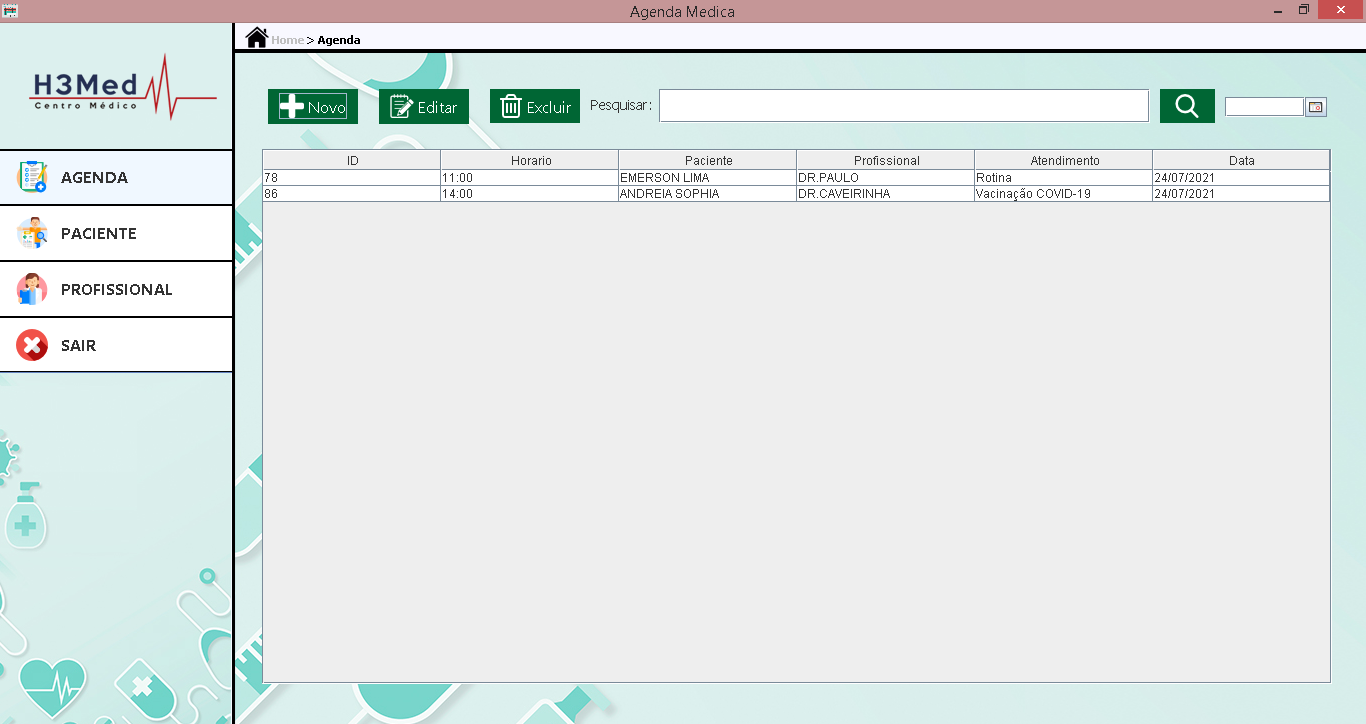 Agenda Medica
Home > Agenda
H3Med
Centro Médico
AGENDA
PACIENTE
PROFISSIONAL
SAIR
Novo Editar Excluir Pesquisar:
ID Horario Paciente Profissional Atendimento Data
78 11:00 EMERSON LIMA DR.PAULO Rotina 24/07/2021
86 14:00 ANDREIA SOPHIA DR.CAVEIRINHA Vacinação COVID-19 24/07/2021